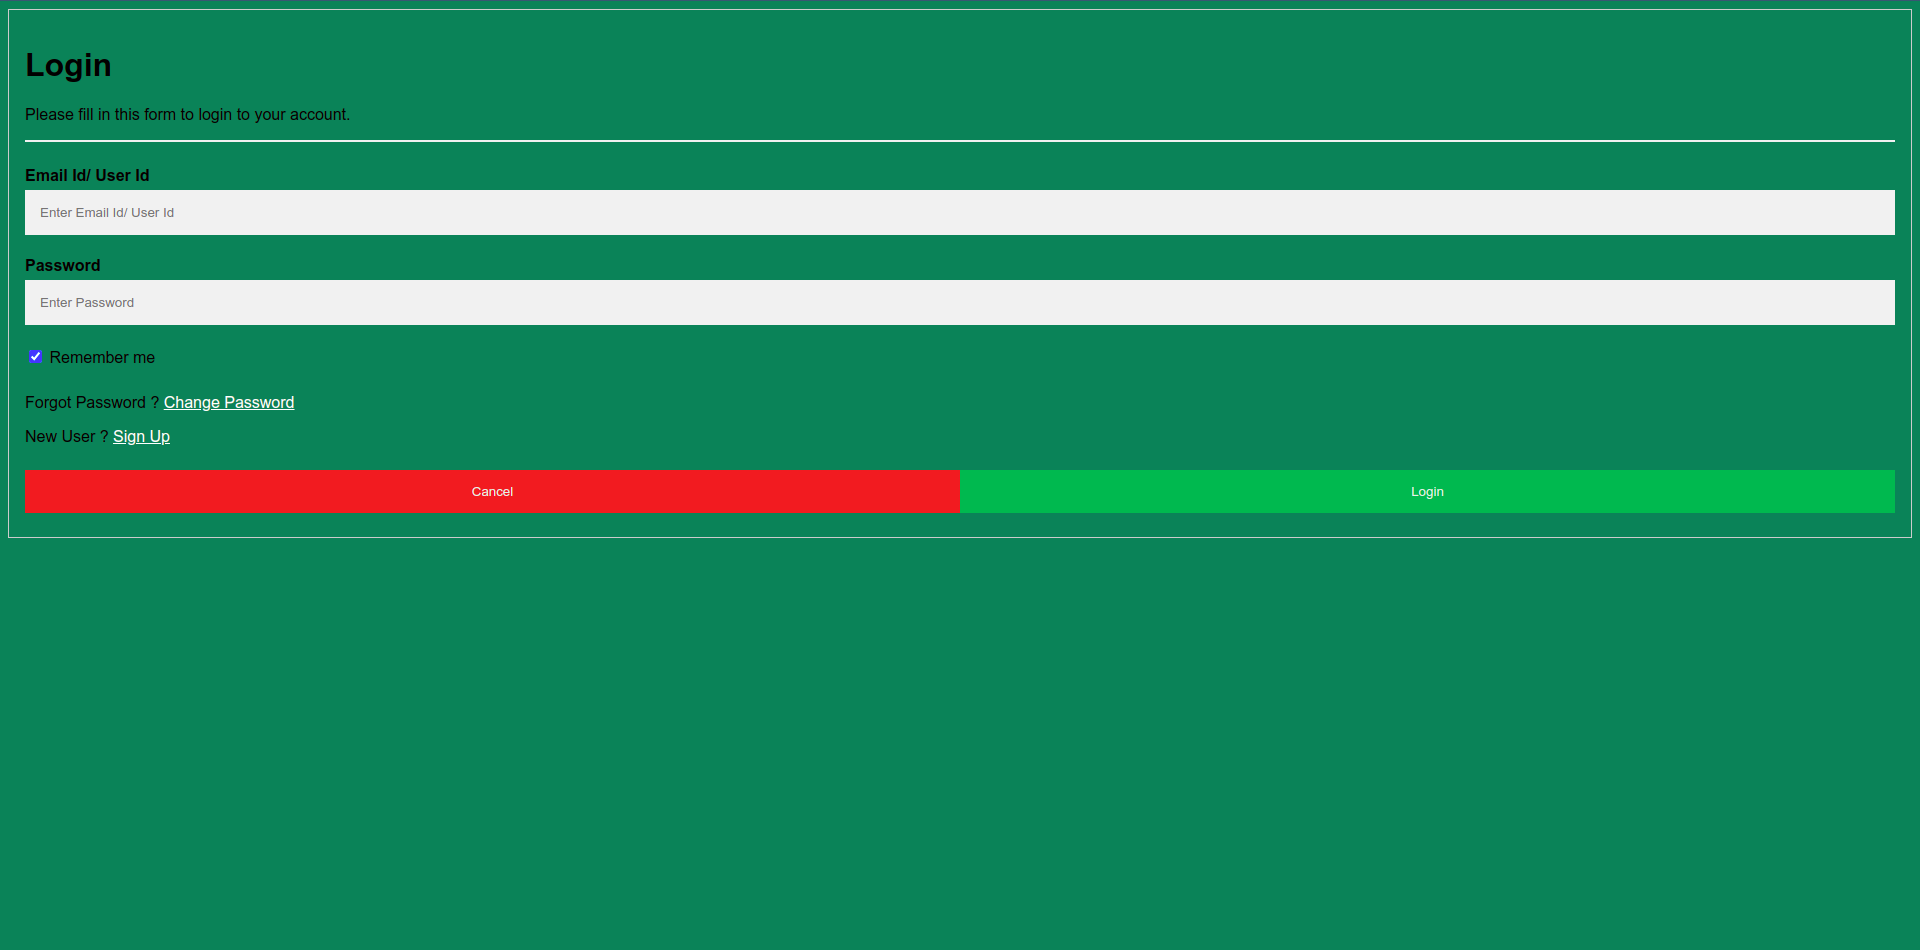 Login
Please fill in this form to login to your account.
Email Id/ User Id
Enter Email Id/ User Id
Password
Enter Password
Remember me
Forgot Password ? Change Password
New User ? Sign Up
Cancel Login